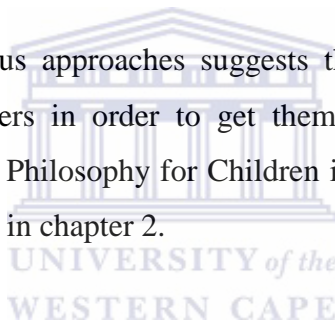 us approaches suggests t
ers in order to get them
Philosophy for Children i
in chapter 2.
UNIVERSITY of the
WESTERN CAPE